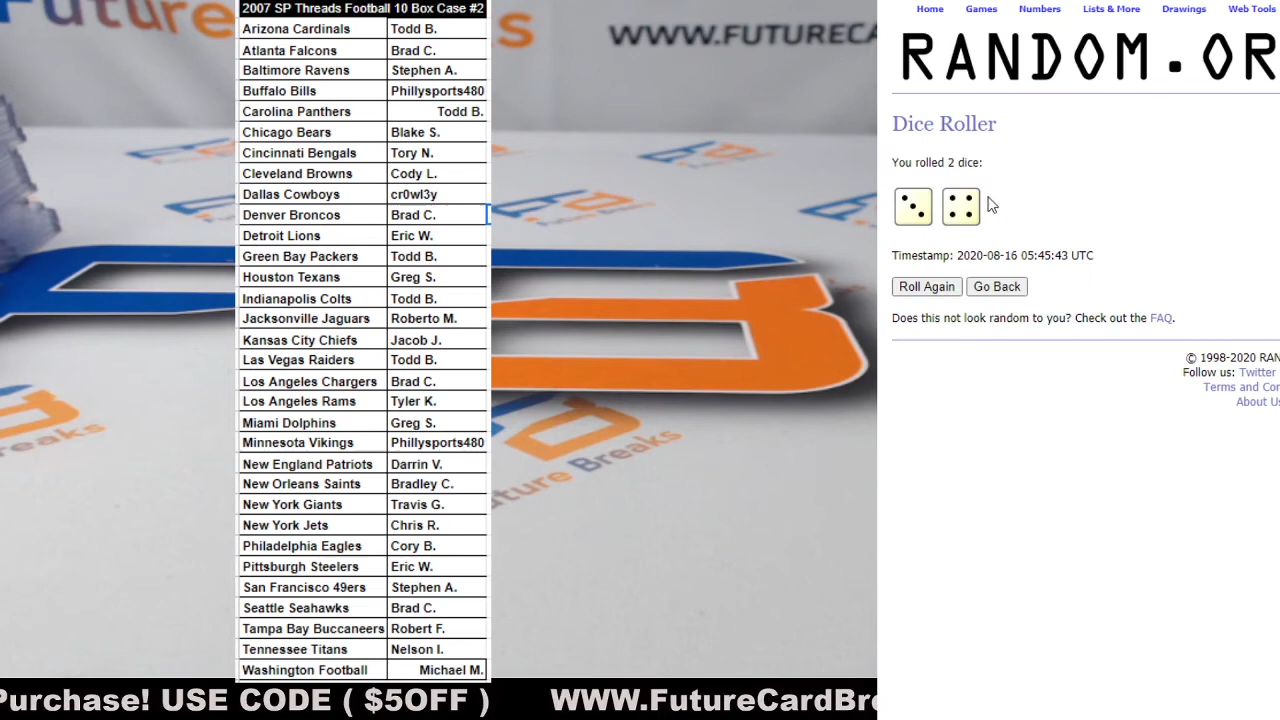 2007 SP Threads Football 10 Box Case #2
Arizona Cardinals Todd B.
Atlanta Falcons Brad C.
Baltimore Ravens Stephen A.
Buffalo Bills Phillysports480
Carolina Panthers Todd B.
Chicago Bears Blake S.
Cincinnati Bengals Tory N.
Cleveland Browns Cody L.
Dallas Cowboys cr0wl3y
Denver Broncos Brad C.
Detroit Lions Eric W.
Green Bay Packers Todd B.
Houston Texans Greg S.
Indianapolis Colts Todd B.
Jacksonville Jaguars Roberto M.
Kansas City Chiefs Jacob J.
Las Vegas Raiders Todd B.
Los Angeles Chargers Brad C.
Los Angeles Rams Tyler K.
Miami Dolphins Greg S.
Minnesota Vikings Phillysports480
New England Patriots Darrin V.
New Orleans Saints Bradley C.
New York Giants Travis G.
New York Jets Chris R.
Philadelphia Eagles Cory B.
Pittsburgh Steelers Eric W.
San Francisco 49ers Stephen A.
Seattle Seahawks Brad C.
Tampa Bay Buccaneers Robert F.
Tennessee Titans Nelson I.
Washington Football Michael M.
WWW.FUTURECA
Future Breaks
Purchase! USE CODE ( $5OFF ) WWW.FutureCardBre
Home Games Numbers Lists & More Drawings Web Tools
RANDOM.OR
Dice Roller
You rolled 2 dice:
Timestamp: 2020-08-16 05:45:43 UTC
Roll Again Go Back
Does this not look random to you? Check out the FAQ.
© 1998-2020 RAN
Follow us: Twitter
Terms and Con
About Us